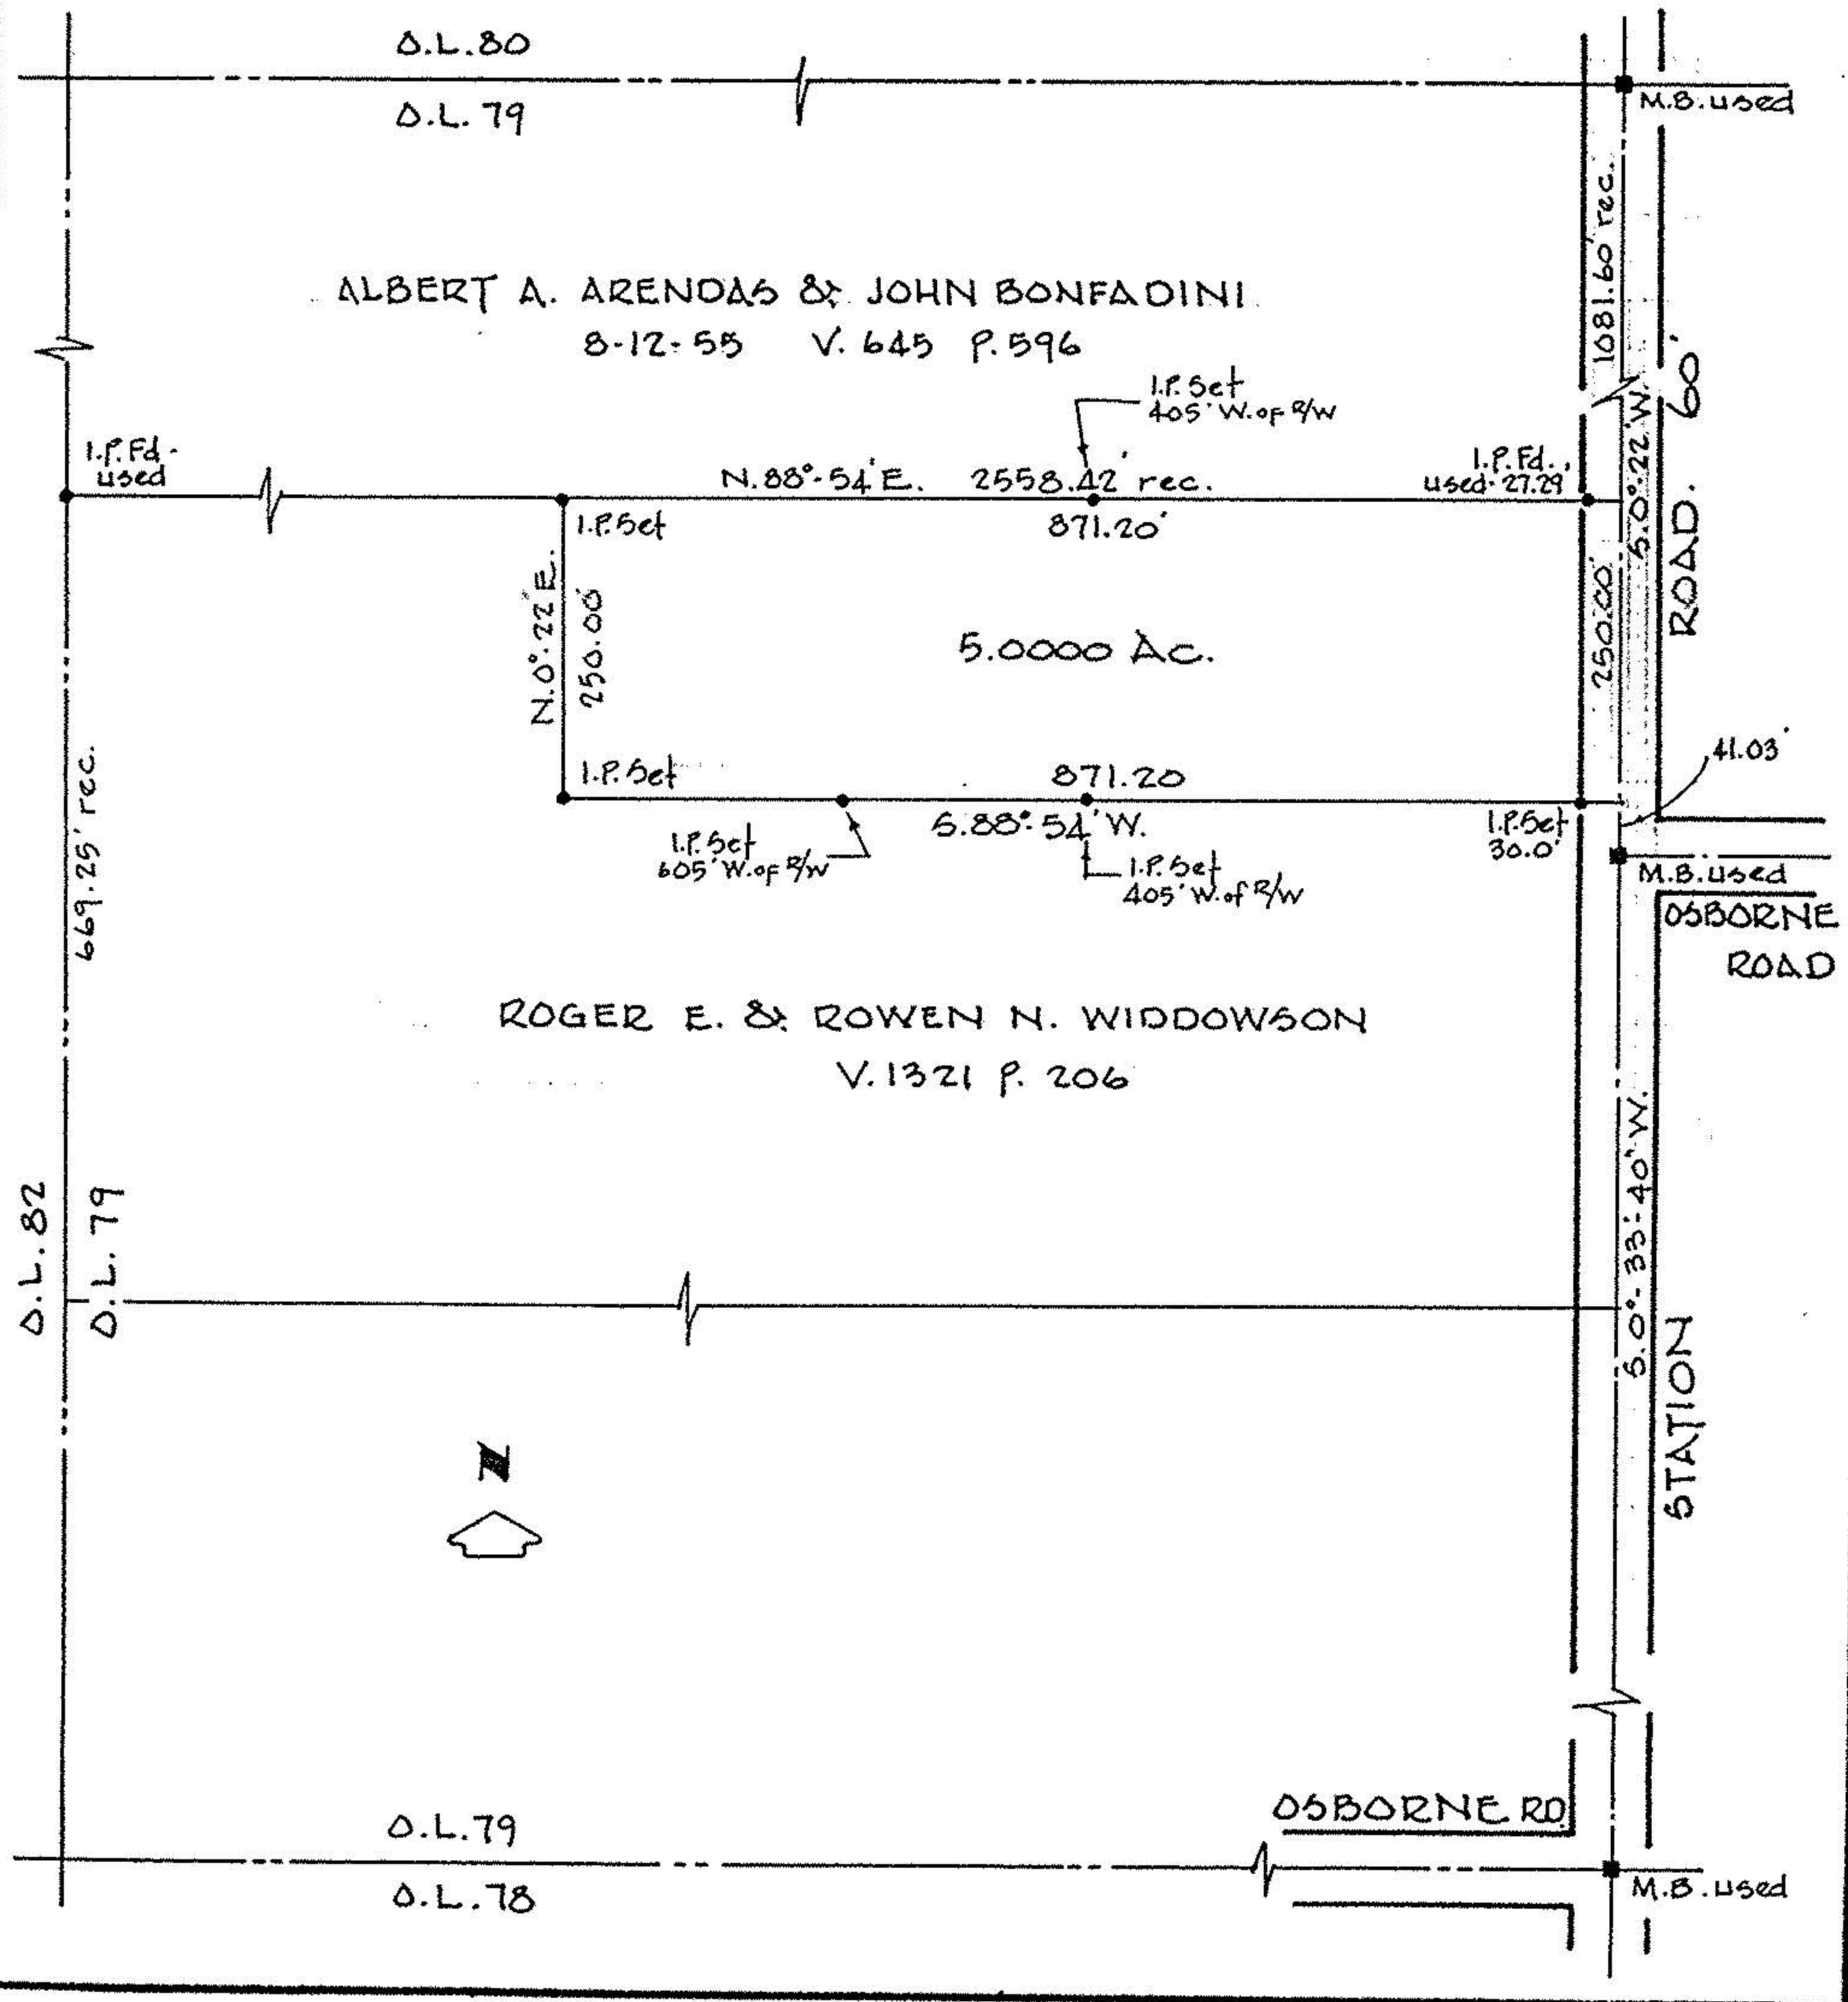 O.L. 80
O.L. 79
M.B. used
1081.60' rec.
ALBERT A. ARENDAS & JOHN BONFADINI
8-12-55 V. 645 P. 596
I.P. Set
405' W. of R/W
60'
I.P. Fd.
used
N.88°-54'E. 2558.42' rec.
I.P. Fd.
used-27.29'
S.0°-22'W.
I.P. Set
871.20'
ROAD
N.0°-22'E.
250.00
5.0000 Ac.
250.00'
41.03'
I.P. Set
871.20
S.88°-54'W.
I.P. Set
30.0'
I.P. Set
605' W. of R/W
I.P. Set
405' W. of R/W
M.B. used
OSBORNE
ROAD
669.25' rec.
ROGER E. & ROWEN N. WIDDOWSON
V. 1321 P. 206
S.0°-33'-40"W.
O.L. 82
O.L. 79
STATION
N
OSBORNE RD.
O.L. 79
O.L. 78
M.B. used